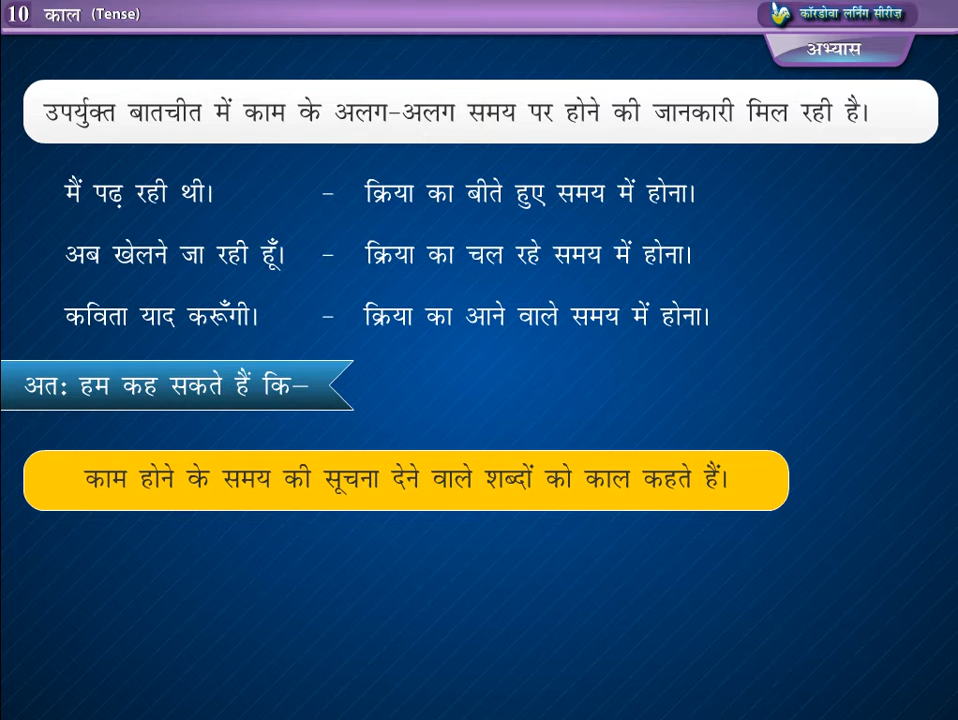 10 काल (Tense)
कॉरडोवा लर्निंग सीरीज़
अभ्यास
उपर्युक्त बातचीत में काम के अलग-अलग समय पर होने की जानकारी मिल रही है।
मैं पढ़ रही थी। - क्रिया का बीते हुए समय में होना।
अब खेलने जा रही हूँ। - क्रिया का चल रहे समय में होना।
कविता याद करूँगी। - क्रिया का आने वाले समय में होना।
अतः हम कह सकते हैं कि–
काम होने के समय की सूचना देने वाले शब्दों को काल कहते हैं।